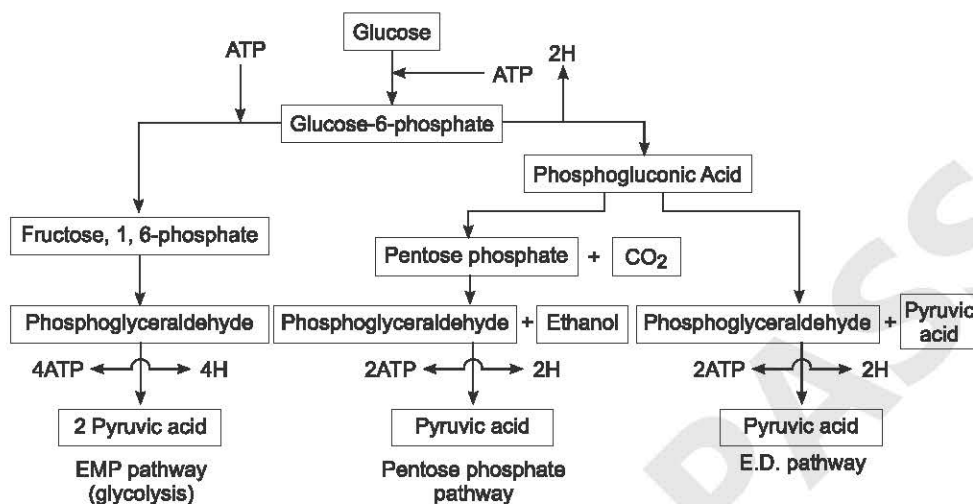 Glucose
ATP
ATP
2H
Glucose-6-phosphate
Phosphogluconic Acid
Fructose, 1, 6-phosphate
Pentose phosphate + CO₂
Phosphoglyceraldehyde
Phosphoglyceraldehyde + Ethanol
Phosphoglyceraldehyde + Pyruvic
acid
4ATP 4H
2ATP 2H
2ATP 2H
2 Pyruvic acid
Pyruvic acid
Pyruvic acid
EMP pathway
(glycolysis)
Pentose phosphate
pathway
E.D. pathway
PASS